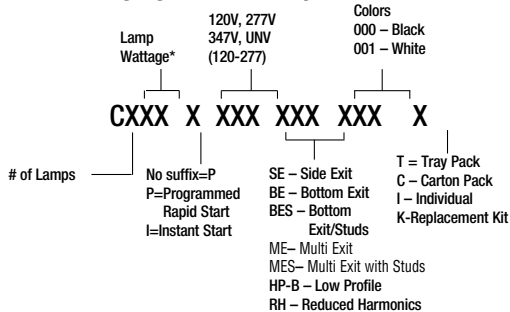 Lamp
Wattage*
120V, 277V
347V, UNV
(120-277)
Colors
000 – Black
001 – White
CXXX X XXX XXX XXX X
# of Lamps
No suffix=P
P=Programmed
Rapid Start
I=Instant Start
SE – Side Exit
BE – Bottom Exit
BES – Bottom
Exit/Studs
ME– Multi Exit
MES– Multi Exit with Studs
HP-B – Low Profile
RH – Reduced Harmonics
T = Tray Pack
C – Carton Pack
I – Individual
K-Replacement Kit